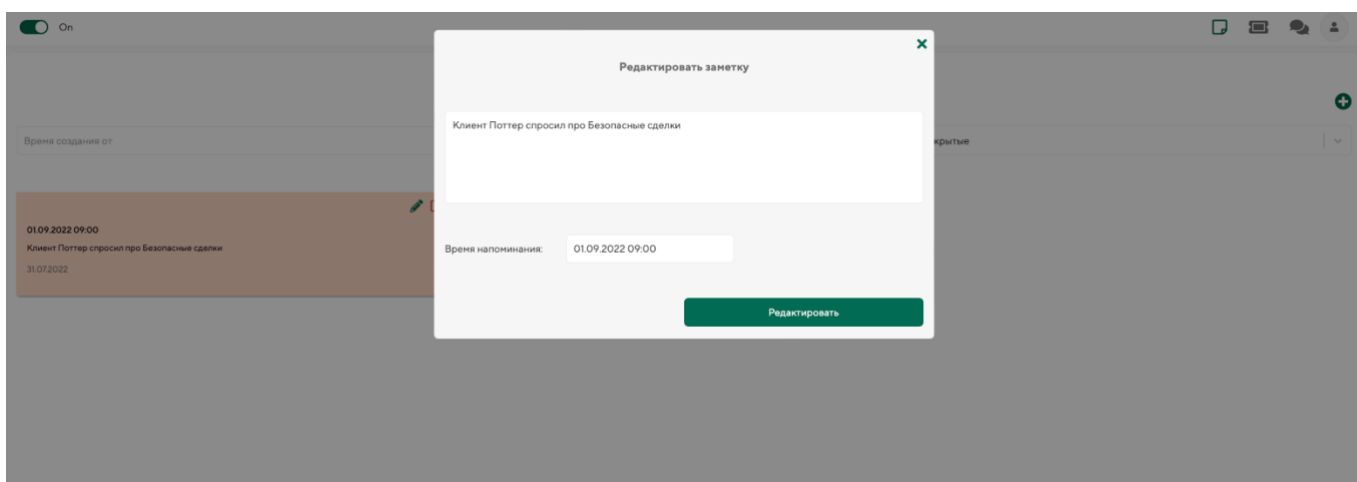 On
Редактировать заметку
Клиент Поттер спросил про Безопасные сделки
Время создания от
крытые
01.09.2022 09:00
Клиент Поттер спросил про Безопасные сделки
31.07.2022
Время напоминания:
01.09.2022 09:00
Редактировать